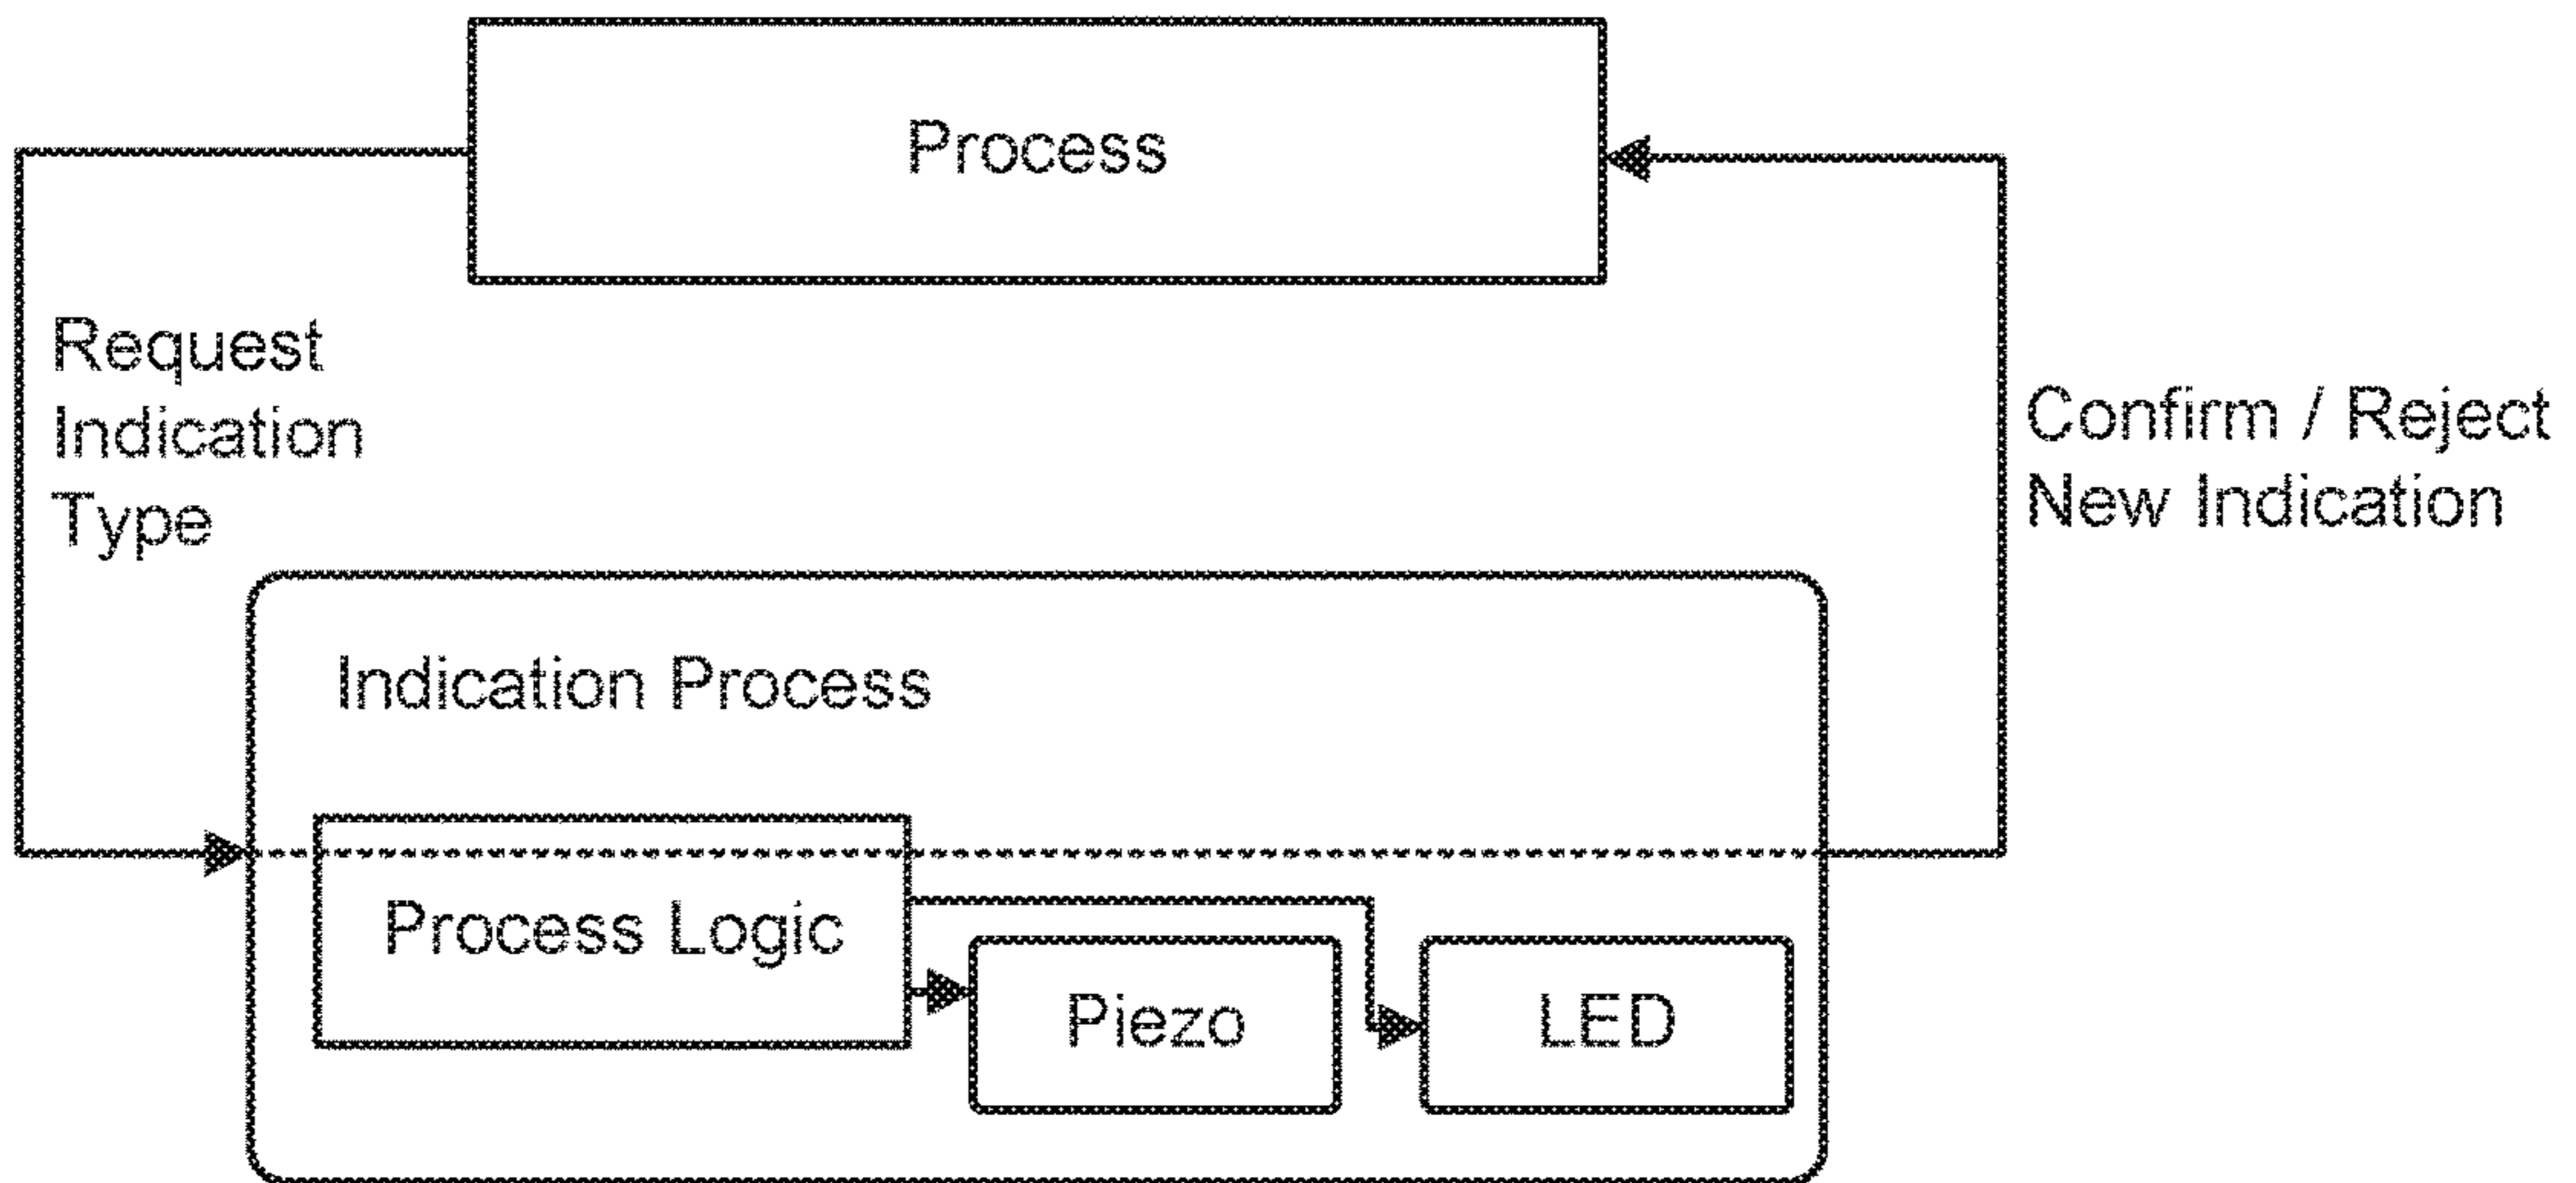 Process
Request
Indication
Type
Confirm / Reject
New Indication
Indication Process
Process Logic
Piezo
LED